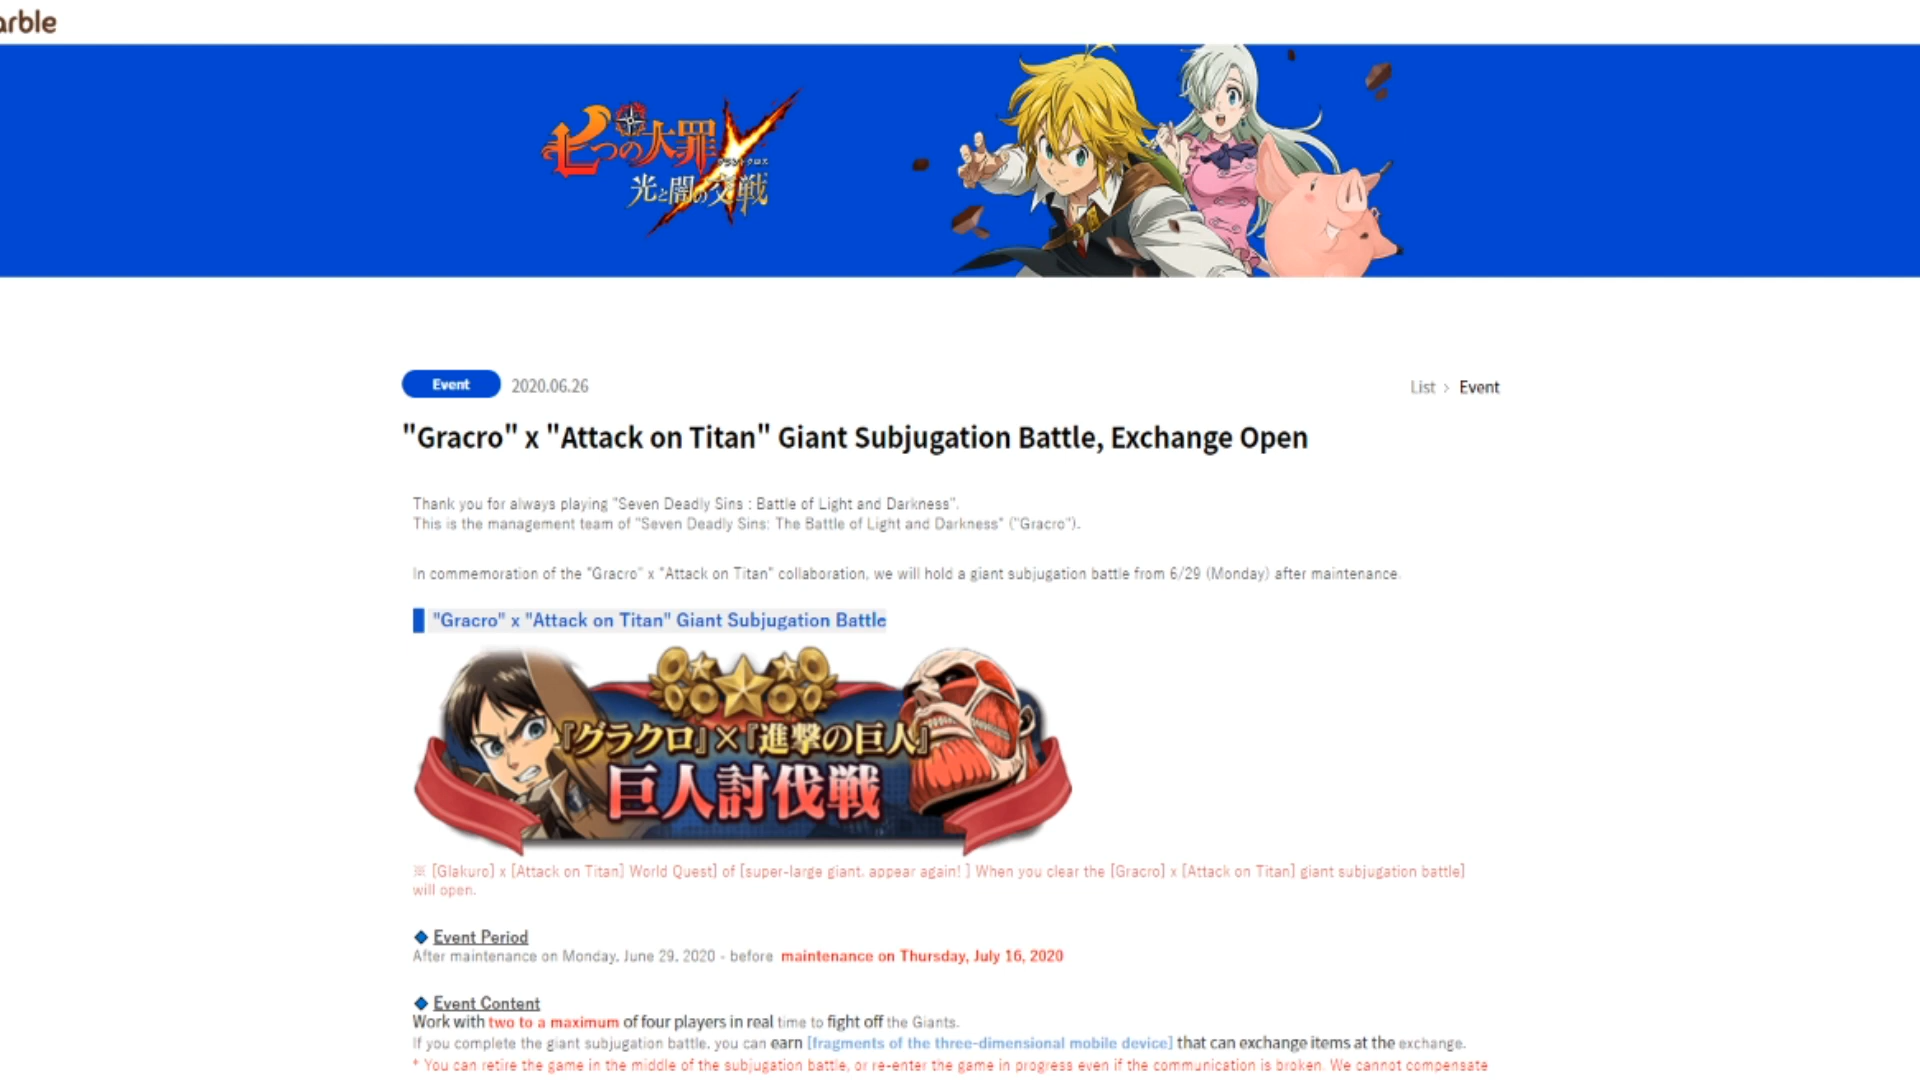 arble
七つの大罪
グランドクロス
光と闇の交戦
Event 2020.06.26
List > Event
"Gracro" x "Attack on Titan" Giant Subjugation Battle, Exchange Open
Thank you for always playing "Seven Deadly Sins : Battle of Light and Darkness".
This is the management team of "Seven Deadly Sins: The Battle of Light and Darkness" ("Gracro").
In commemoration of the "Gracro" x "Attack on Titan" collaboration, we will hold a giant subjugation battle from 6/29 (Monday) after maintenance.
"Gracro" x "Attack on Titan" Giant Subjugation Battle
『グラクロ』×『進撃の巨人』
巨人討伐戦
※ [Glakuro] x [Attack on Titan] World Quest] of [super-large giant, appear again! ] When you clear the [Gracro] x [Attack on Titan] giant subjugation battle]
will open.
◆ Event Period
After maintenance on Monday, June 29, 2020 - before maintenance on Thursday, July 16, 2020
◆ Event Content
Work with two to a maximum of four players in real time to fight off the Giants.
If you complete the giant subjugation battle, you can earn [fragments of the three-dimensional mobile device] that can exchange items at the exchange.
* You can retire the game in the middle of the subjugation battle, or re-enter the game in progress even if the communication is broken. We cannot compensate